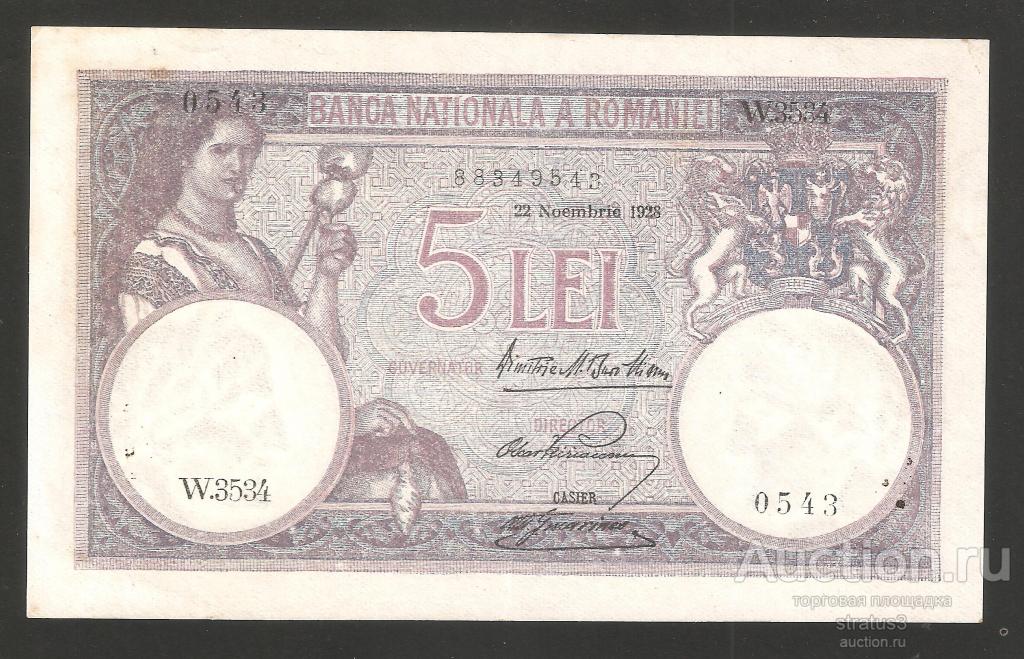 0543
BANCA NATIONALA A ROMANIEI
W.3534
88349543
22 Noembrie 1928
5 LEI
GUVERNATOR
DIRECTOR
CASIER
W.3534
0543
Auction.ru
торговая площадка
stratus3
auction.ru